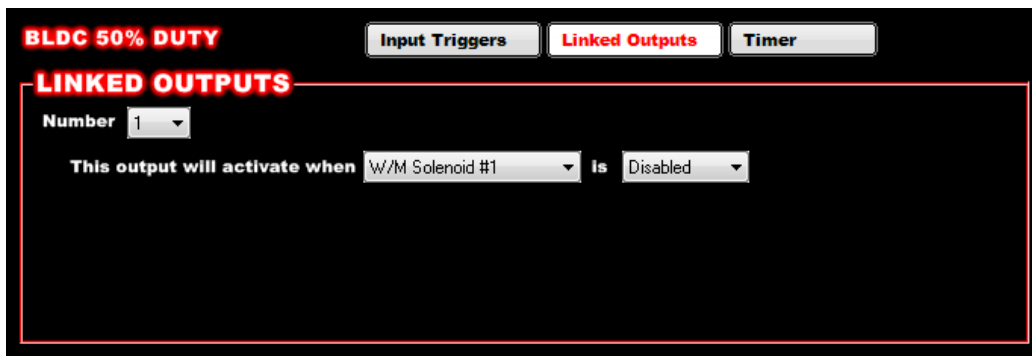 BLDC 50% DUTY Input Triggers Linked Outputs Timer
LINKED OUTPUTS
Number 1
This output will activate when W/M Solenoid #1 is Disabled